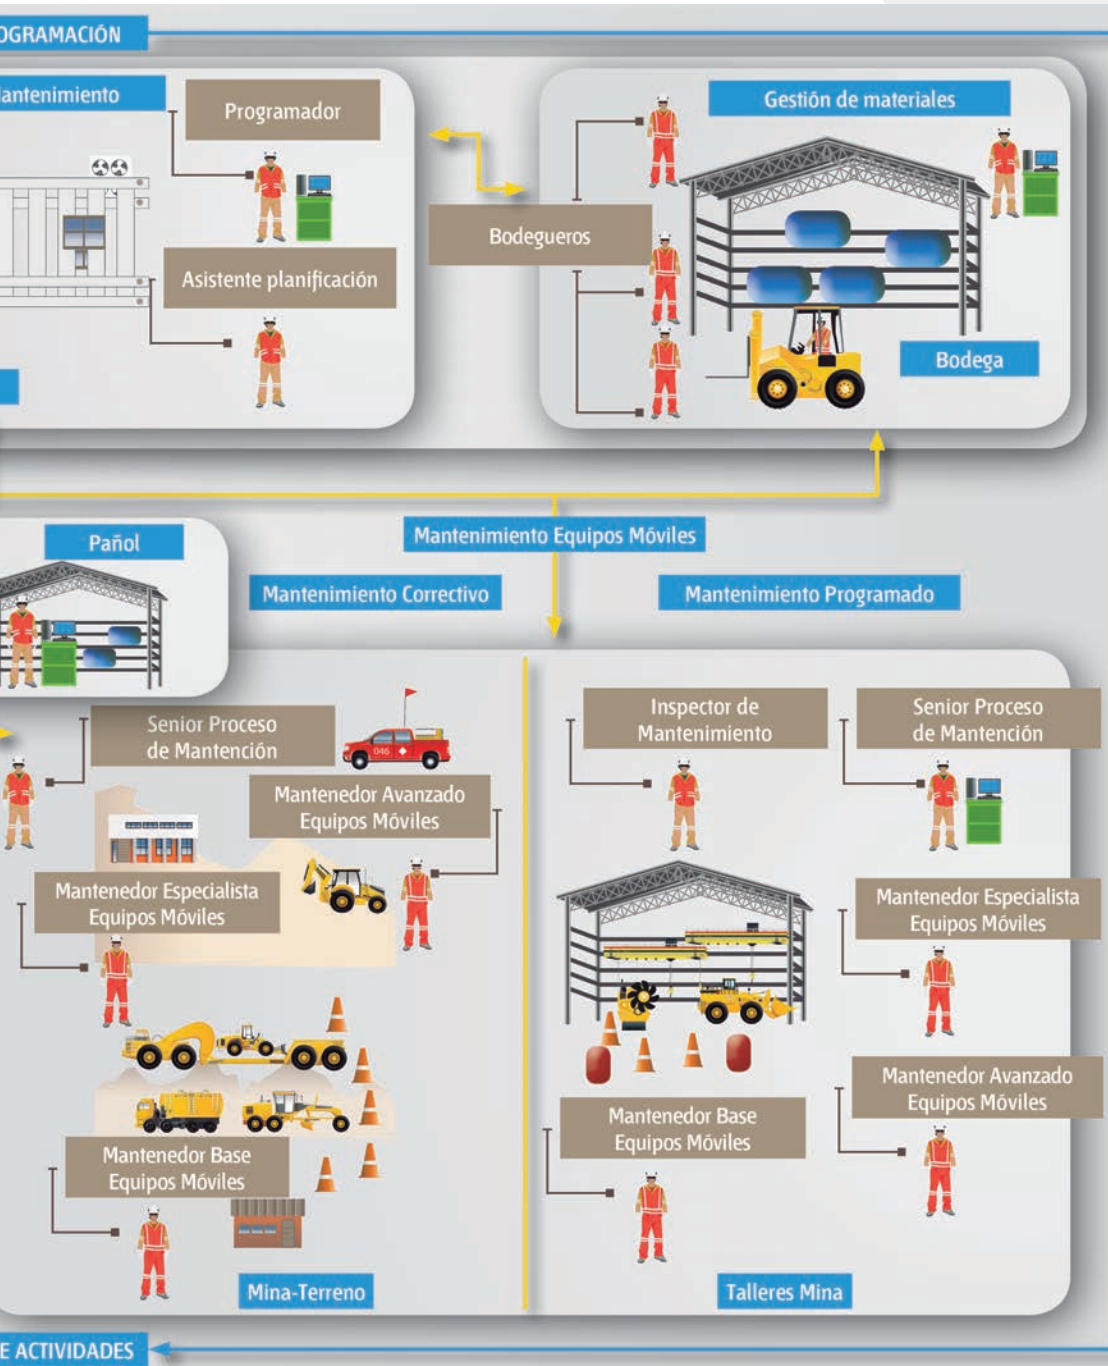 OGRAMACIÓN
Mantenimiento
Programador
Asistente planificación
Gestión de materiales
Bodegueros
Bodega
Mantenimiento Equipos Móviles
Pañol
Mantenimiento Correctivo
Mantenimiento Programado
Senior Proceso
de Mantención
046
Mantenedor Avanzado
Equipos Móviles
Mantenedor Especialista
Equipos Móviles
Mantenedor Base
Equipos Móviles
Mina-Terreno
Inspector de
Mantenimiento
Senior Proceso
de Mantención
Mantenedor Especialista
Equipos Móviles
Mantenedor Avanzado
Equipos Móviles
Mantenedor Base
Equipos Móviles
Talleres Mina
E ACTIVIDADES